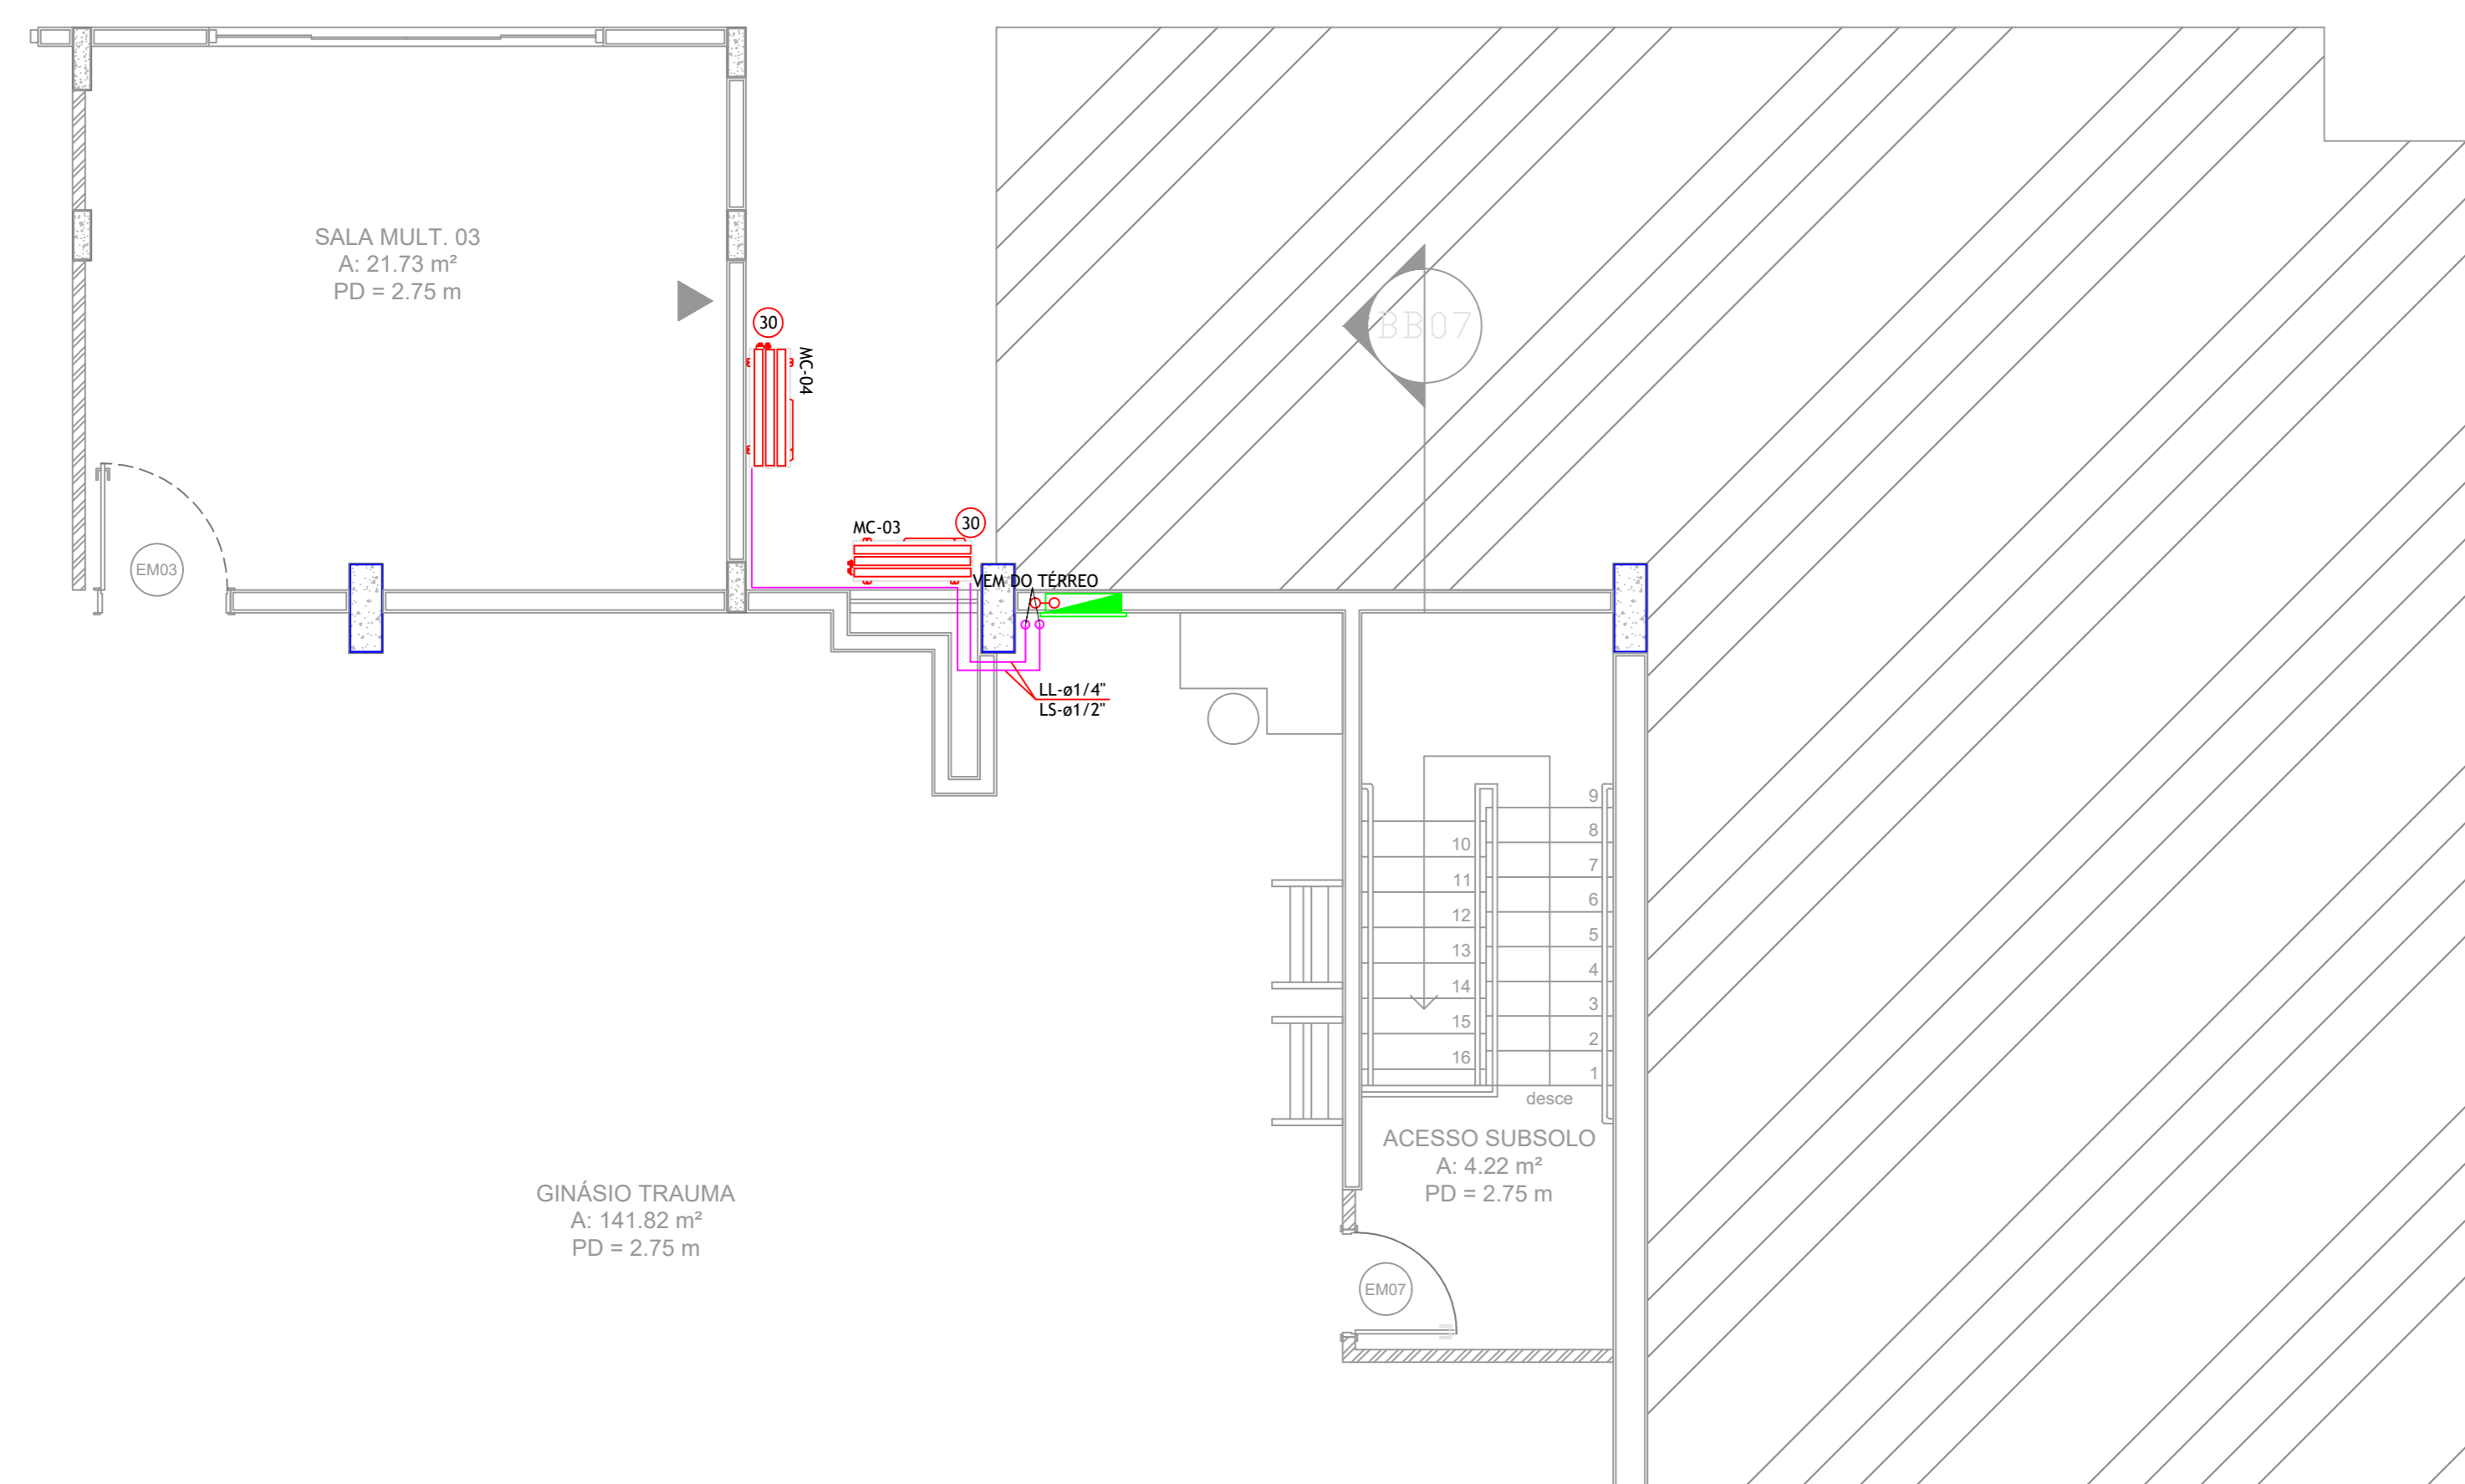 SALA MULT. 03
A: 21.73 m²
PD = 2.75 m
BB07
30
MC-04
MC-03
30
EM03
VEM DO TÉRREO
LL-ø1/4"
LS-ø1/2"
9
8
10
7
11
6
12
5
13
4
14
3
15
2
16
1
desce
ACESSO SUBSOLO
A: 4.22 m²
PD = 2.75 m
GINÁSIO TRAUMA
A: 141.82 m²
PD = 2.75 m
EM07